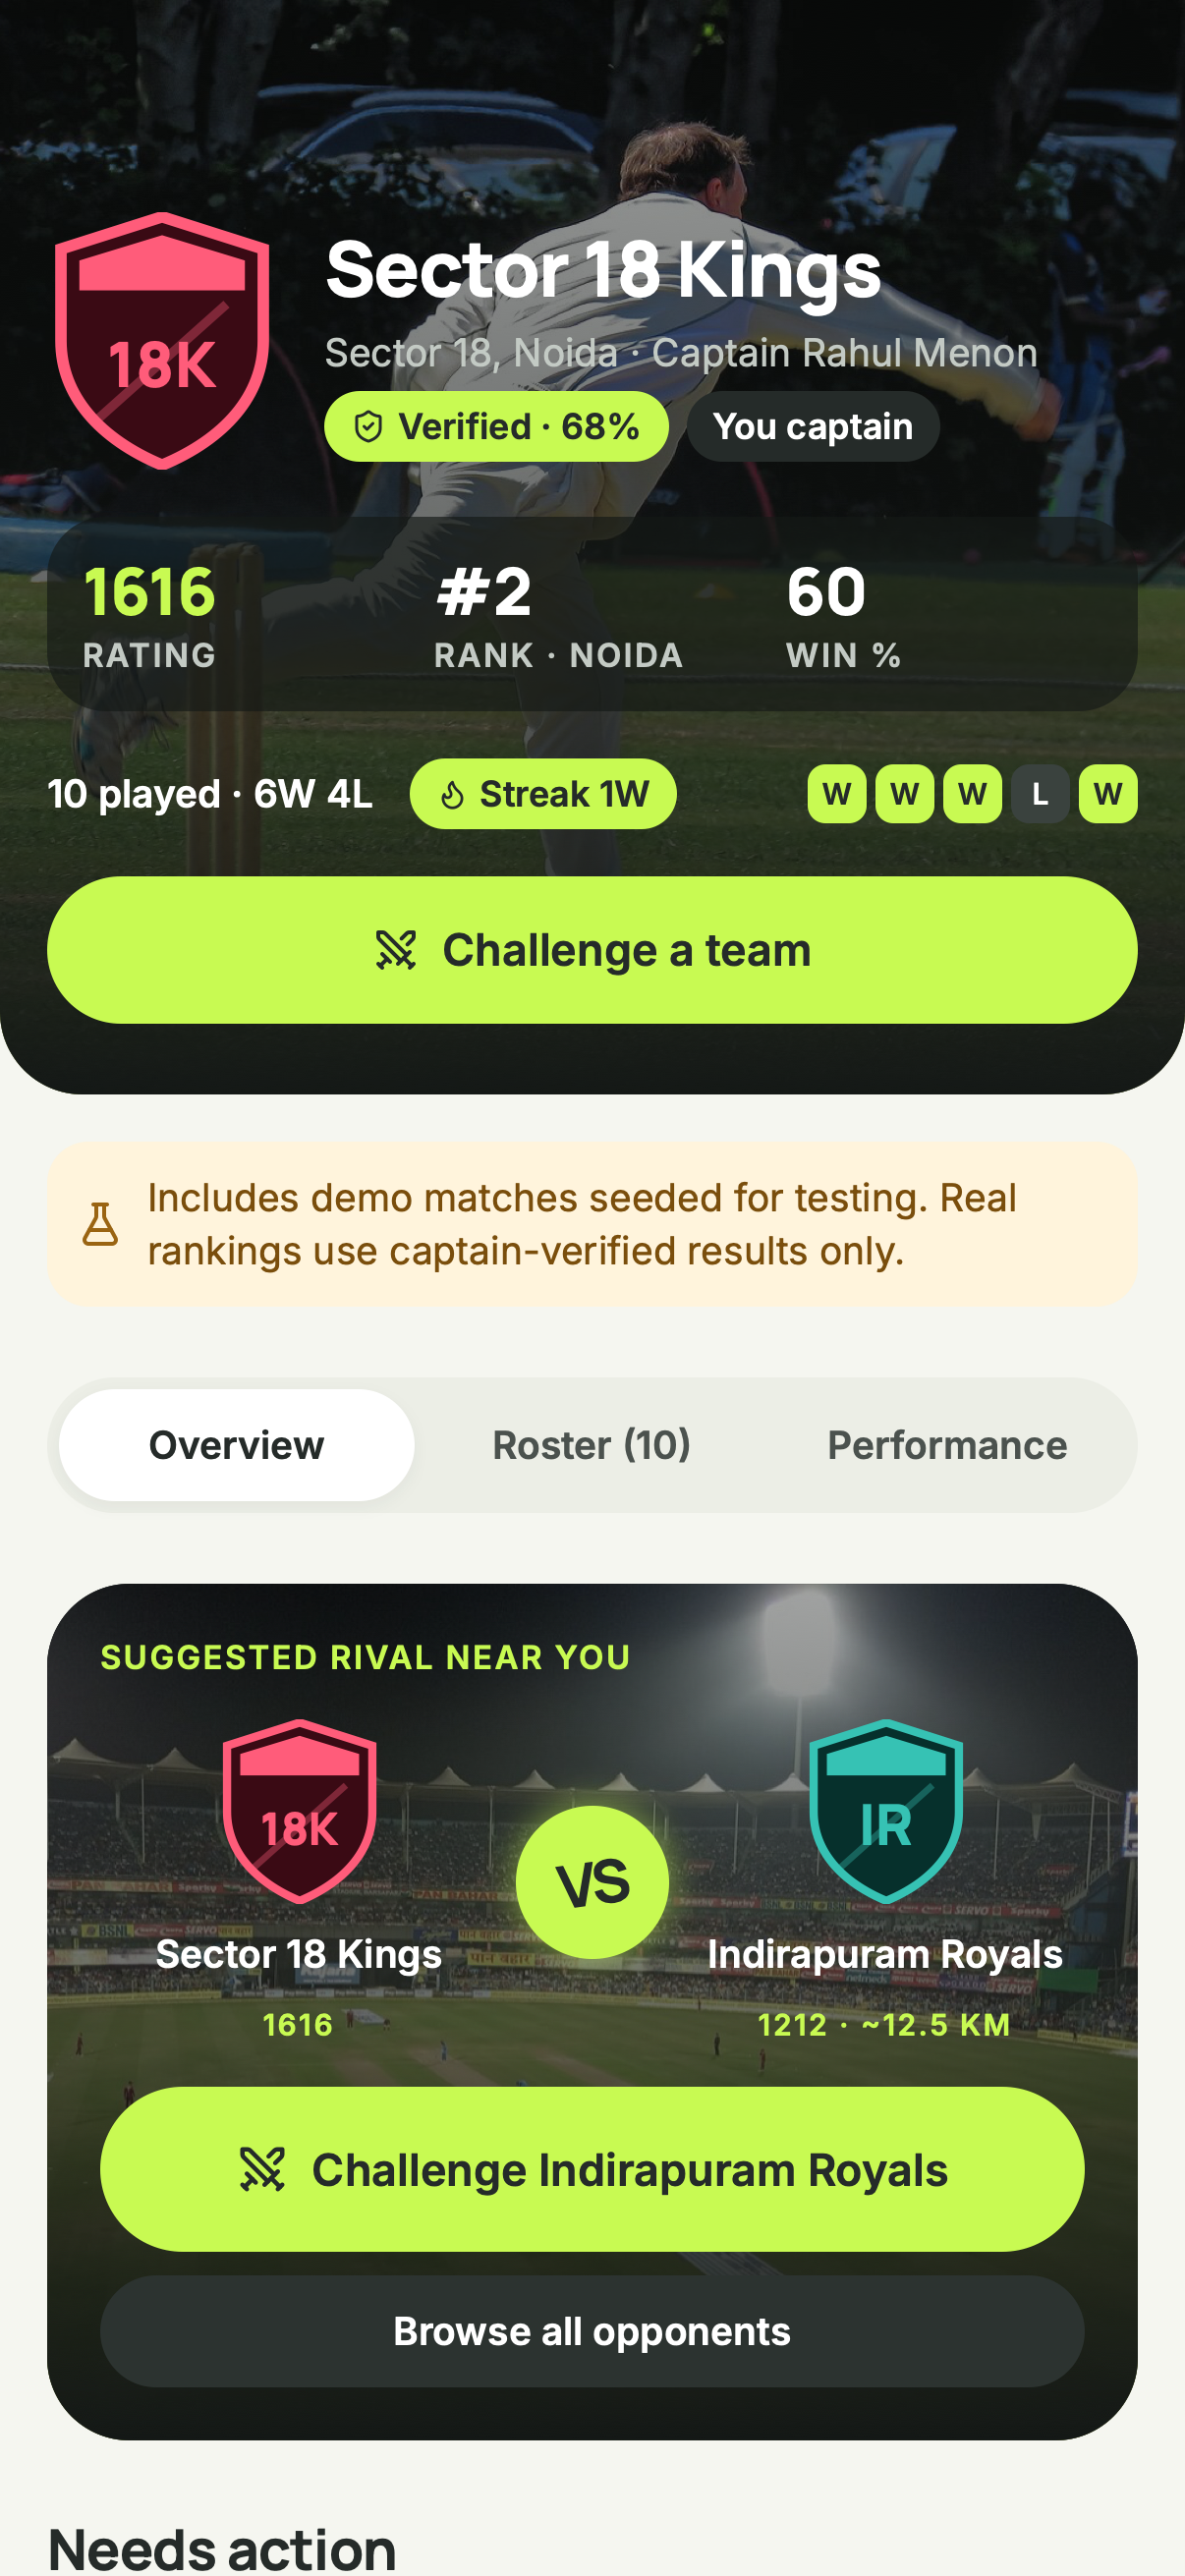 Sector 18 Kings
Sector 18, Noida · Captain Rahul Menon
18K
Verified · 68%
You captain
1616
#2
60
RATING
RANK · NOIDA
WIN %
10 played · 6W 4L
Streak 1W
W W W L W
Challenge a team
Includes demo matches seeded for testing. Real
rankings use captain-verified results only.
Overview
Roster (10)
Performance
SUGGESTED RIVAL NEAR YOU
18K
VS
IR
Sector 18 Kings
Indirapuram Royals
1616
1212 · ~12.5 KM
Challenge Indirapuram Royals
Browse all opponents
Needs action